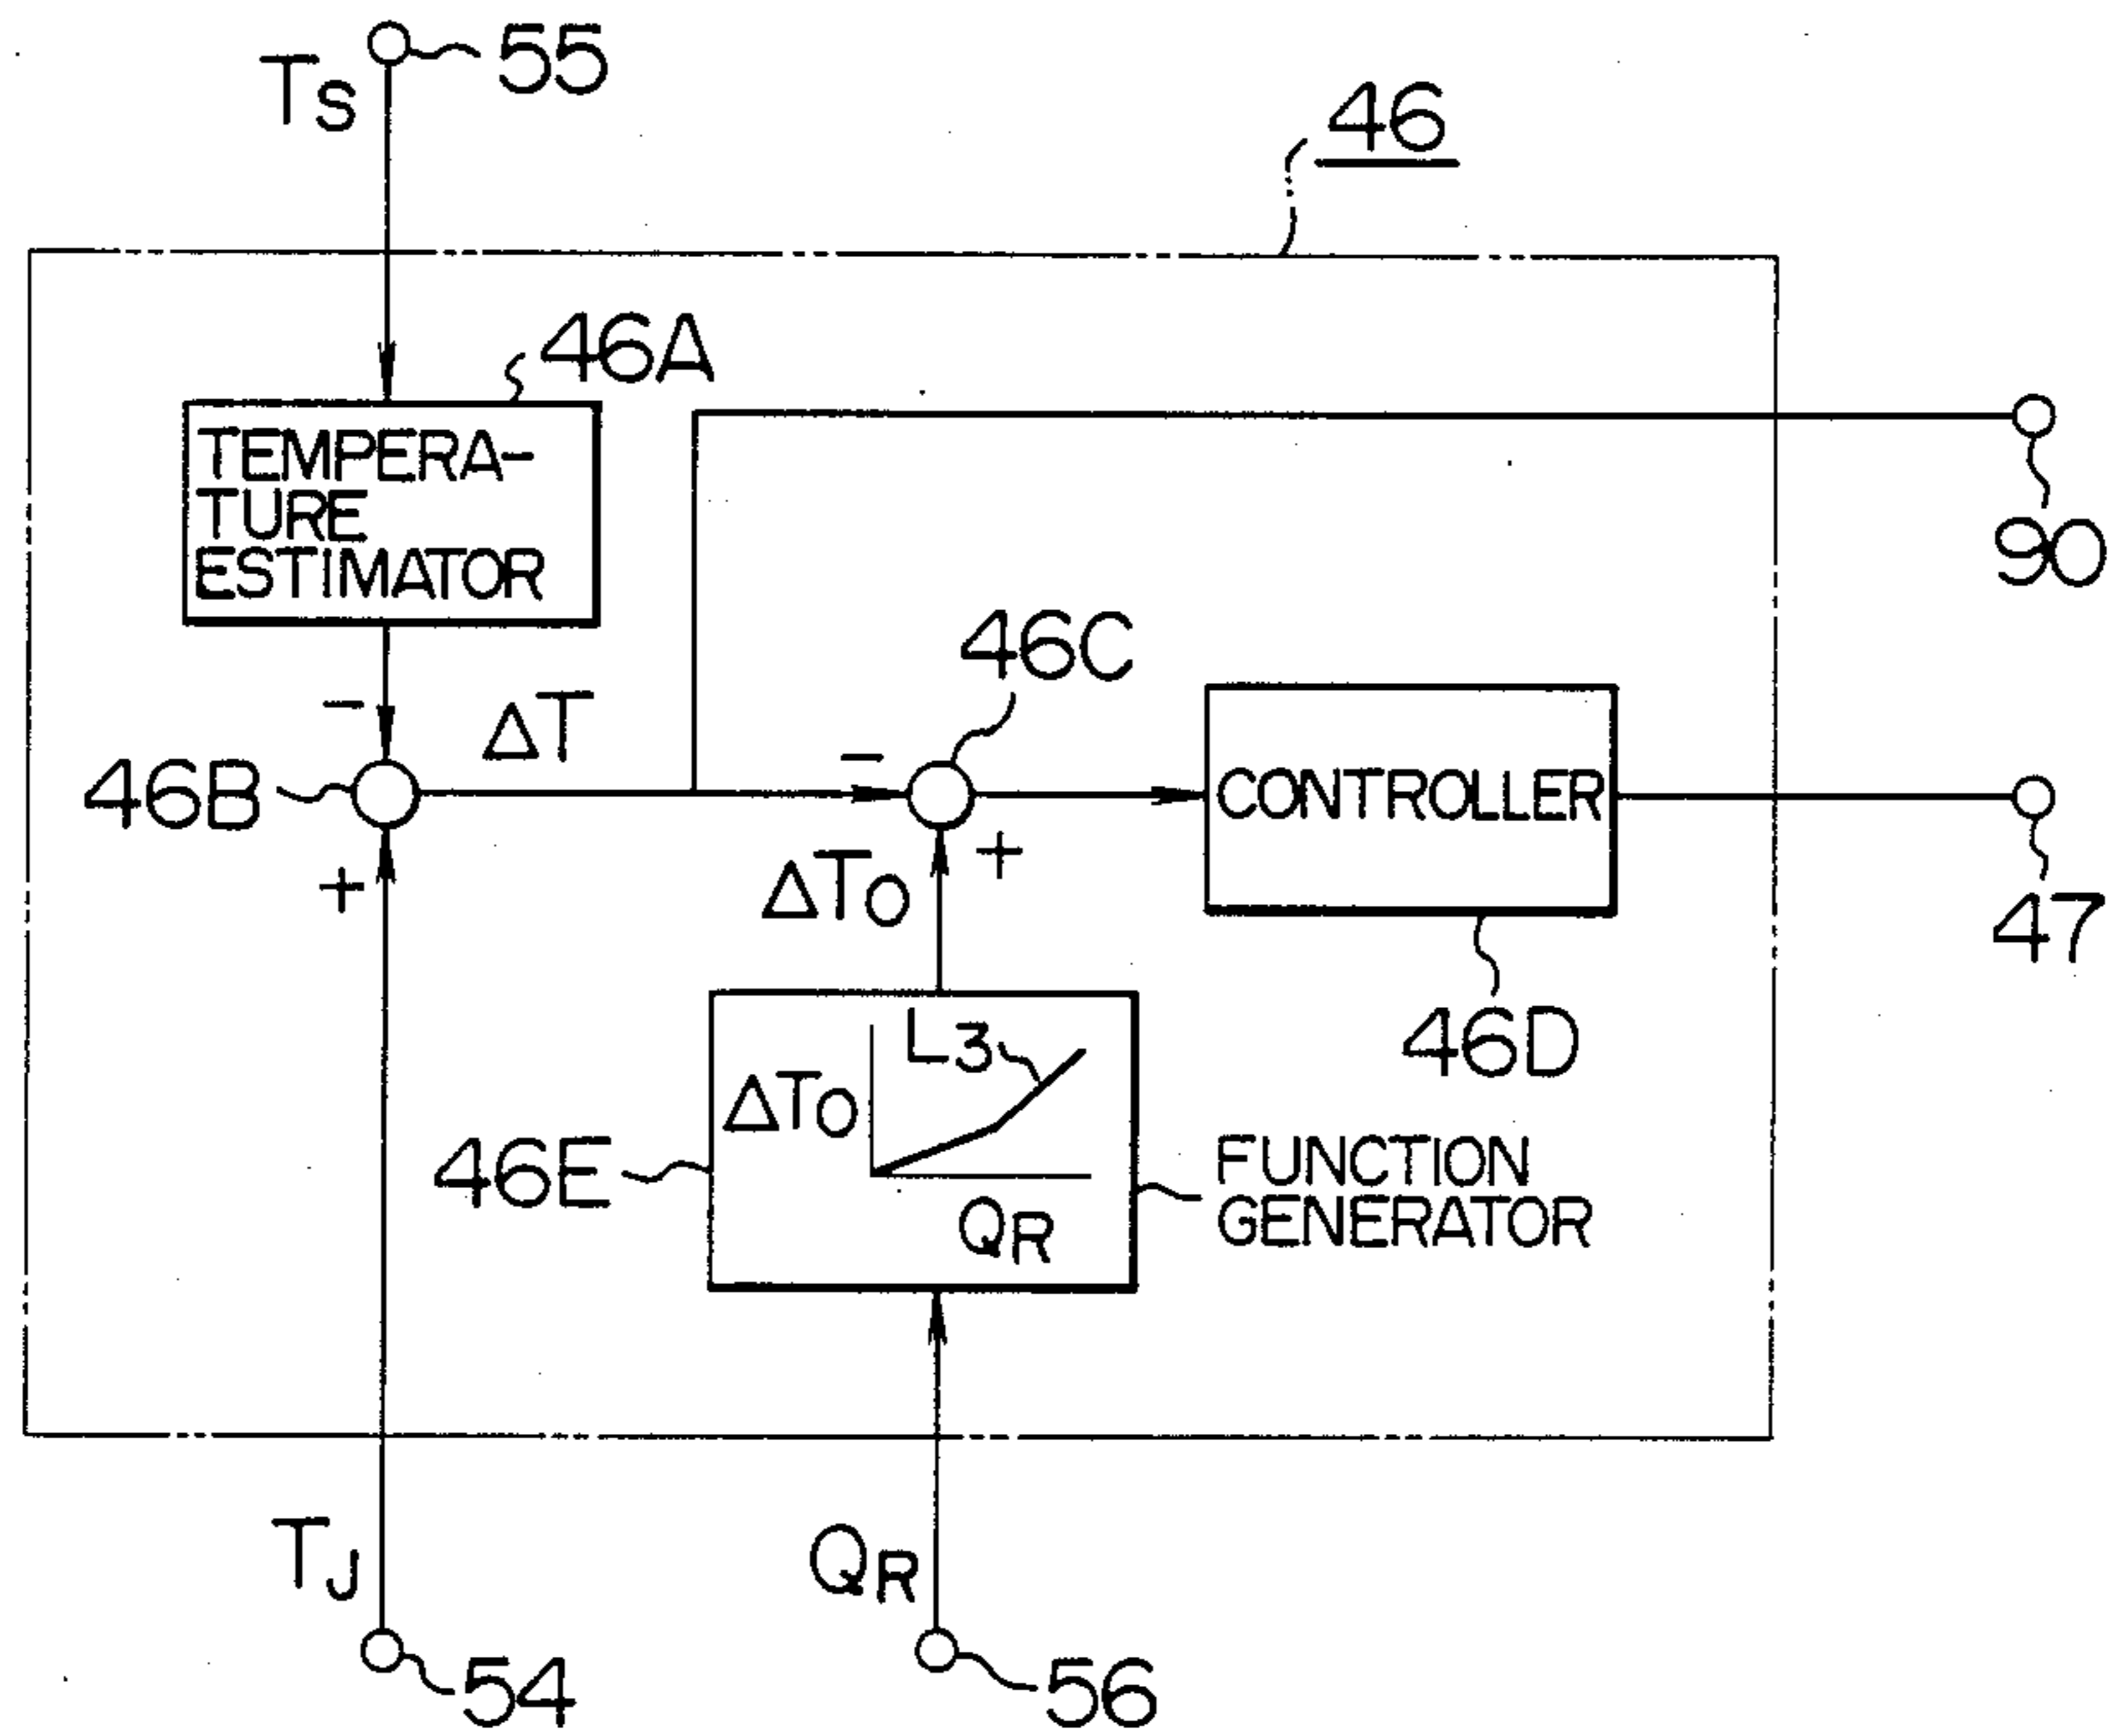 55
Ts
46
46A
TEMPERA-
TURE
ESTIMATOR
90
46C
-
ΔT
-
46B
CONTROLLER
+
+
ΔTo
47
46D
L3
ΔTo
46E
FUNCTION
GENERATOR
QR
TJ
QR
54
56